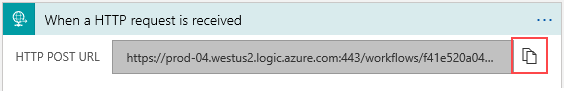 When a HTTP request is received
HTTP POST URL https://prod-04.westus2.logic.azure.com:443/workflows/f41e520a04...